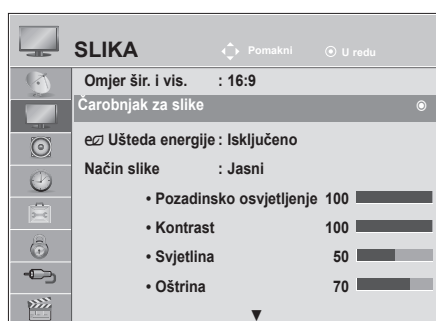 SLIKA Pomakni U redu
Omjer šir. i vis. : 16:9
Čarobnjak za slike
Ušteda energije : Isključeno
Način slike : Jasni
• Pozadinsko osvjetljenje 100
• Kontrast 100
• Svjetlina 50
• Oštrina 70